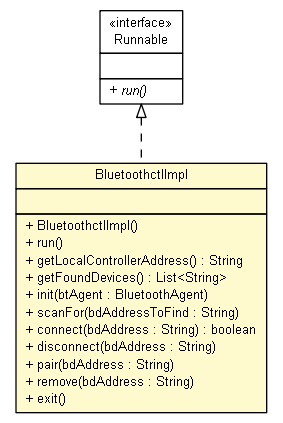 «interface»
Runnable
+ run()
BluetoothctlImpl
+ BluetoothctlImpl()
+ run()
+ getLocalControllerAddress() : String
+ getFoundDevices() : List<String>
+ init(btAgent : BluetoothAgent)
+ scanFor(bdAddressToFind : String)
+ connect(bdAddress : String) : boolean
+ disconnect(bdAddress : String)
+ pair(bdAddress : String)
+ remove(bdAddress : String)
+ exit()